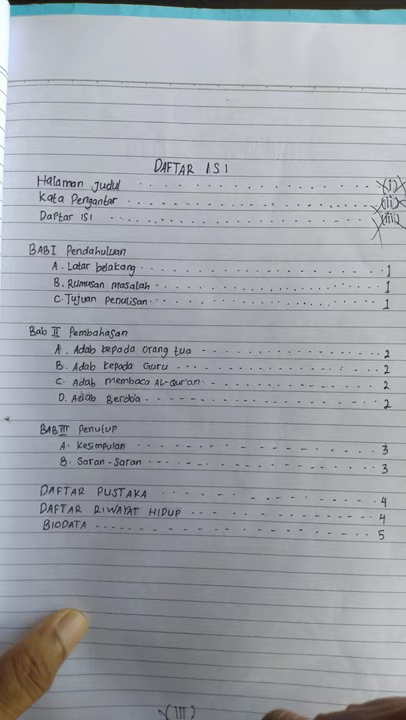 DAFTAR ISI
Halaman Judul . . . . . . . . . . . . . . . (i)
Kata Pengantar . . . . . . . . . . . . . . . (ii)
Daftar ISI . . . . . . . . . . . . . . . (iii)
BAB I Pendahuluan
A. Latar belakang . . . . . . . . . . . . . . . 1
B. Rumusan masalah . . . . . . . . . . . . . . . 1
C. Tujuan penulisan . . . . . . . . . . . . . . . 1
Bab II Pembahasan
A. Adab kepada orang tua . . . . . . . . . . . . . . . 2
B. Adab kepada Guru . . . . . . . . . . . . . . . 2
C. Adab membaca AL-Qur'an . . . . . . . . . . . . . . . 2
D. Adab Berdo'a . . . . . . . . . . . . . . . 2
BAB III Penutup
A. Kesimpulan . . . . . . . . . . . . . . . 3
B. Saran-Saran . . . . . . . . . . . . . . . 3
DAFTAR PUSTAKA . . . . . . . . . . . . . . . 4
DAFTAR RIWAYAT HIDUP . . . . . . . . . . . . . . . 4
BIODATA . . . . . . . . . . . . . . . 5
(III)